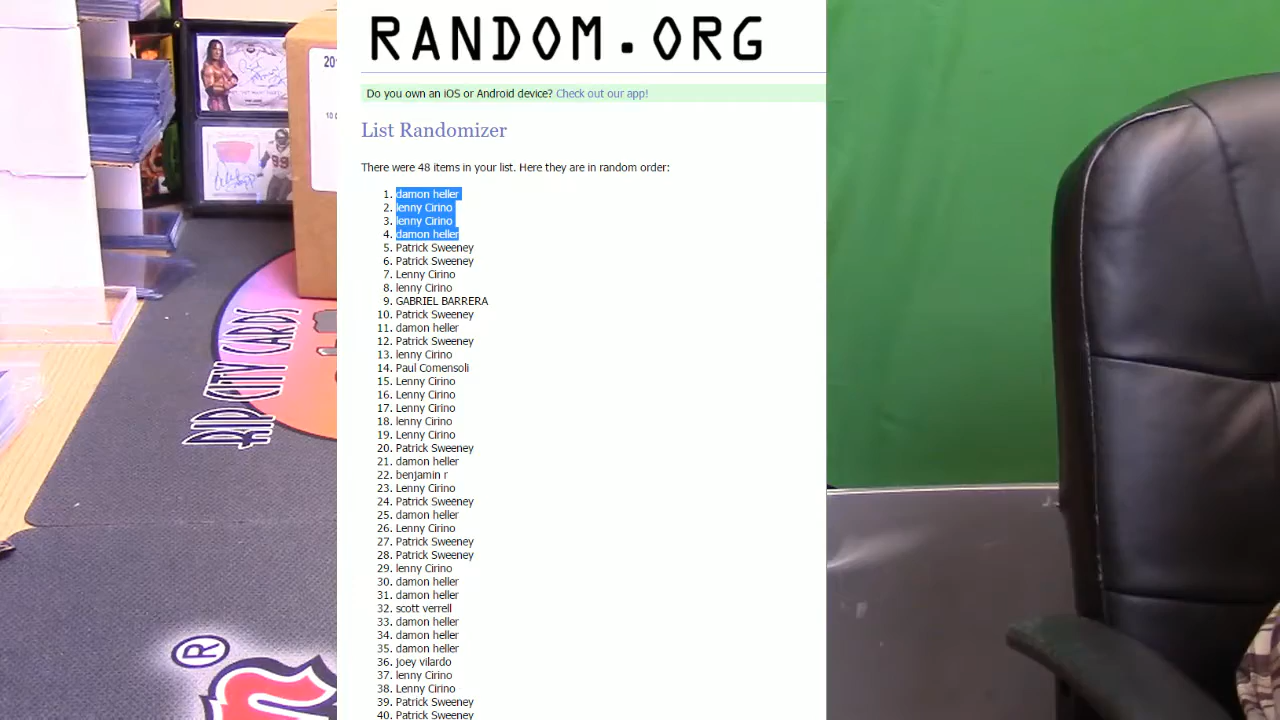 RANDOM.ORG
Do you own an iOS or Android device? Check out our app!
List Randomizer
There were 48 items in your list. Here they are in random order:
1. damon heller
2. lenny Cirino
3. lenny Cirino
4. damon heller
5. Patrick Sweeney
6. Patrick Sweeney
7. Lenny Cirino
8. lenny Cirino
9. GABRIEL BARRERA
10. Patrick Sweeney
11. damon heller
12. Patrick Sweeney
13. lenny Cirino
14. Paul Comensoli
15. Lenny Cirino
16. Lenny Cirino
17. Lenny Cirino
18. lenny Cirino
19. Lenny Cirino
20. Patrick Sweeney
21. damon heller
22. benjamin r
23. Lenny Cirino
24. Patrick Sweeney
25. damon heller
26. Lenny Cirino
27. Patrick Sweeney
28. Patrick Sweeney
29. lenny Cirino
30. damon heller
31. damon heller
32. scott verrell
33. damon heller
34. damon heller
35. damon heller
36. joey vilardo
37. lenny Cirino
38. Lenny Cirino
39. Patrick Sweeney
40. Patrick Sweeney
20
10
99
RIP CITY CARDS
®